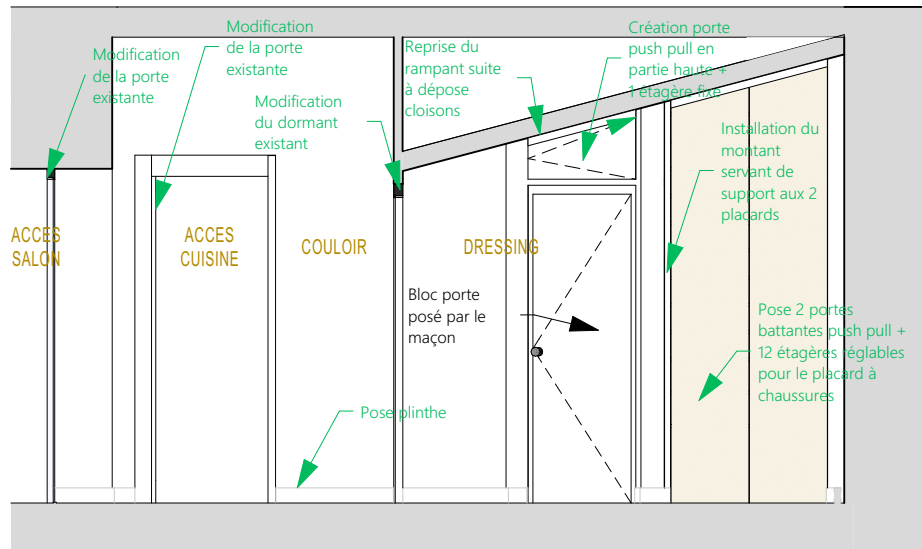 Modification
de la porte
existante
Modification
de la porte
existante
Modification
du dormant
existant
Reprise du
rampant suite
à dépose
cloisons
Création porte
push pull en
partie haute +
1 étagère fixe
Installation du
montant
servant de
support aux 2
placards
ACCES
SALON
ACCES
CUISINE
COULOIR
DRESSING
Bloc porte
posé par le
maçon
Pose 2 portes
battantes push pull +
12 étagères réglables
pour le placard à
chaussures
Pose plinthe